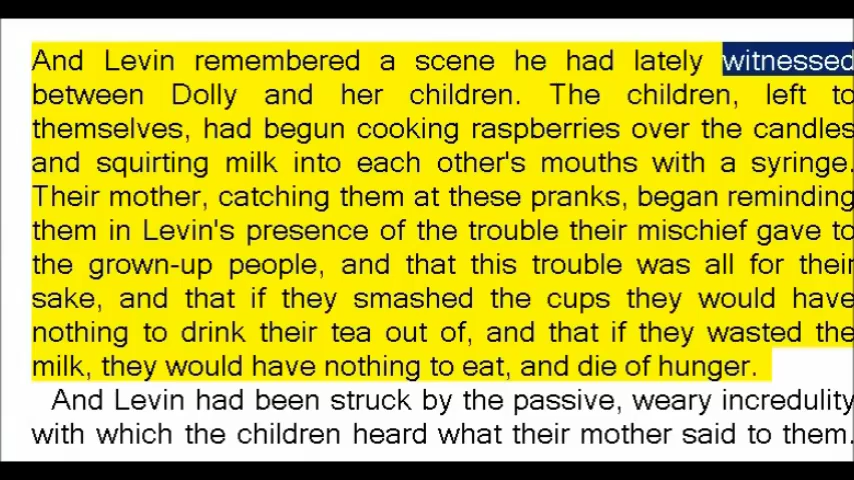 And Levin remembered a scene he had lately witnessed
between Dolly and her children. The children, left to
themselves, had begun cooking raspberries over the candles
and squirting milk into each other's mouths with a syringe.
Their mother, catching them at these pranks, began reminding
them in Levin's presence of the trouble their mischief gave to
the grown-up people, and that this trouble was all for their
sake, and that if they smashed the cups they would have
nothing to drink their tea out of, and that if they wasted the
milk, they would have nothing to eat, and die of hunger.
And Levin had been struck by the passive, weary incredulity
with which the children heard what their mother said to them.